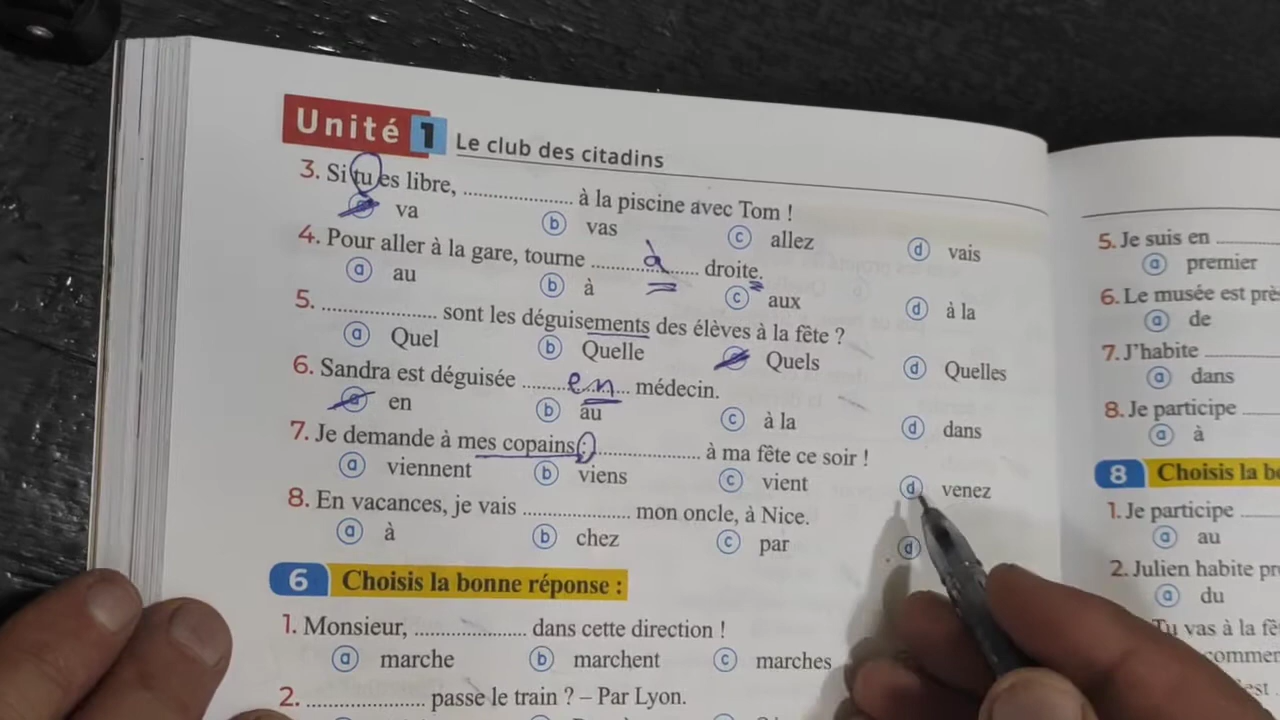 Unité 1 Le club des citadins
3. Si tu es libre, .................... à la piscine avec Tom !
va b vas c allez d vais
4. Pour aller à la gare, tourne .........à......... droite.
a au b à c aux d à la
5. ..................... sont les déguisements des élèves à la fête ?
a Quel b Quelle Quels d Quelles
6. Sandra est déguisée ........en........ médecin.
en b au c à la d dans
7. Je demande à mes copains : .................... à ma fête ce soir !
a viennent b viens c vient d venez
8. En vacances, je vais .................... mon oncle, à Nice.
a à b chez c par d
6 Choisis la bonne réponse :
1. Monsieur, .................... dans cette direction !
a marche b marchent c marches
2. ..................... passe le train ? – Par Lyon.
5. Je suis en
a premier
6. Le musée est
a de
7. J'habite
a dans
8. Je participe
a à
8 Choisis la
1. Je participe
a au
2. Julien habite
a du
Tu vas à la